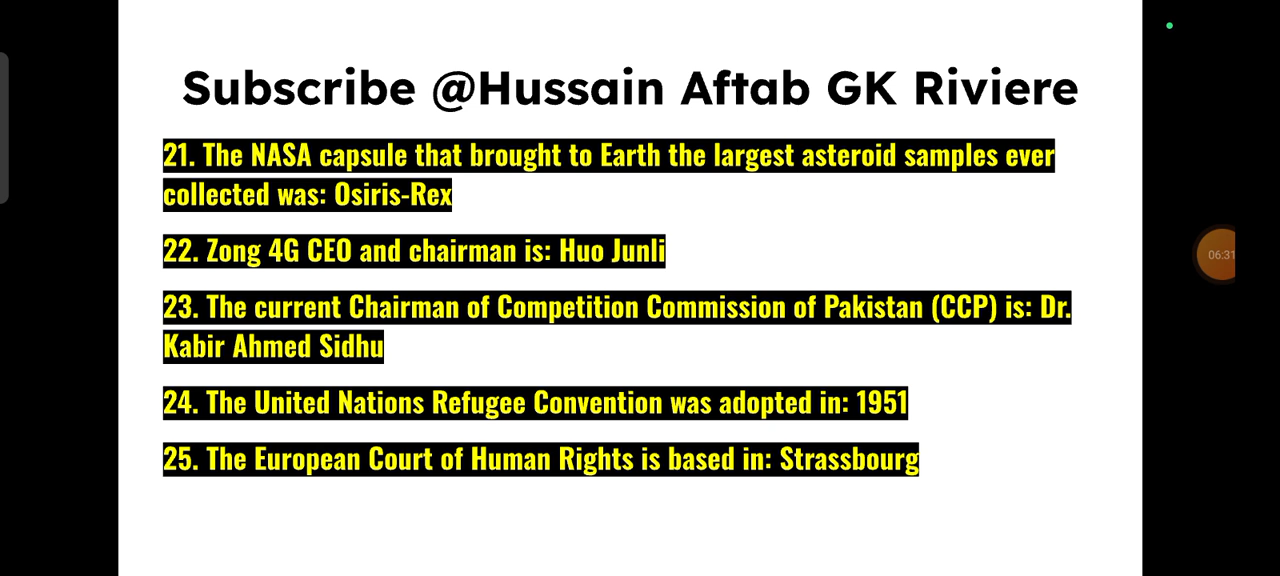 Subscribe @Hussain Aftab GK Riviere
21. The NASA capsule that brought to Earth the largest asteroid samples ever
collected was: Osiris-Rex
22. Zong 4G CEO and chairman is: Huo Junli
06:31
23. The current Chairman of Competition Commission of Pakistan (CCP) is: Dr.
Kabir Ahmed Sidhu
24. The United Nations Refugee Convention was adopted in: 1951
25. The European Court of Human Rights is based in: Strassbourg